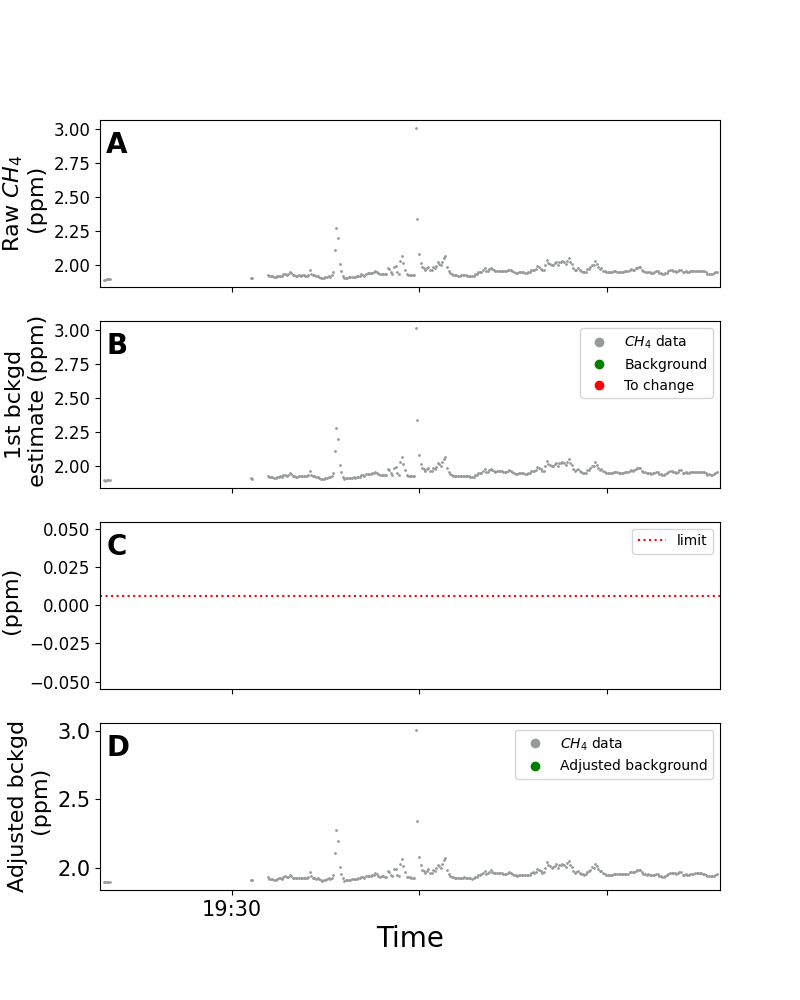 A
Raw CH4
(ppm)
3.00
2.75
2.50
2.25
2.00
B
1st bckgd
estimate (ppm)
3.00
2.75
2.50
2.25
2.00
CH4 data
Background
To change
C
(ppm)
0.050
0.025
0.000
−0.025
−0.050
limit
D
Adjusted bckgd
(ppm)
3.0
2.5
2.0
CH4 data
Adjusted background
19:30
Time